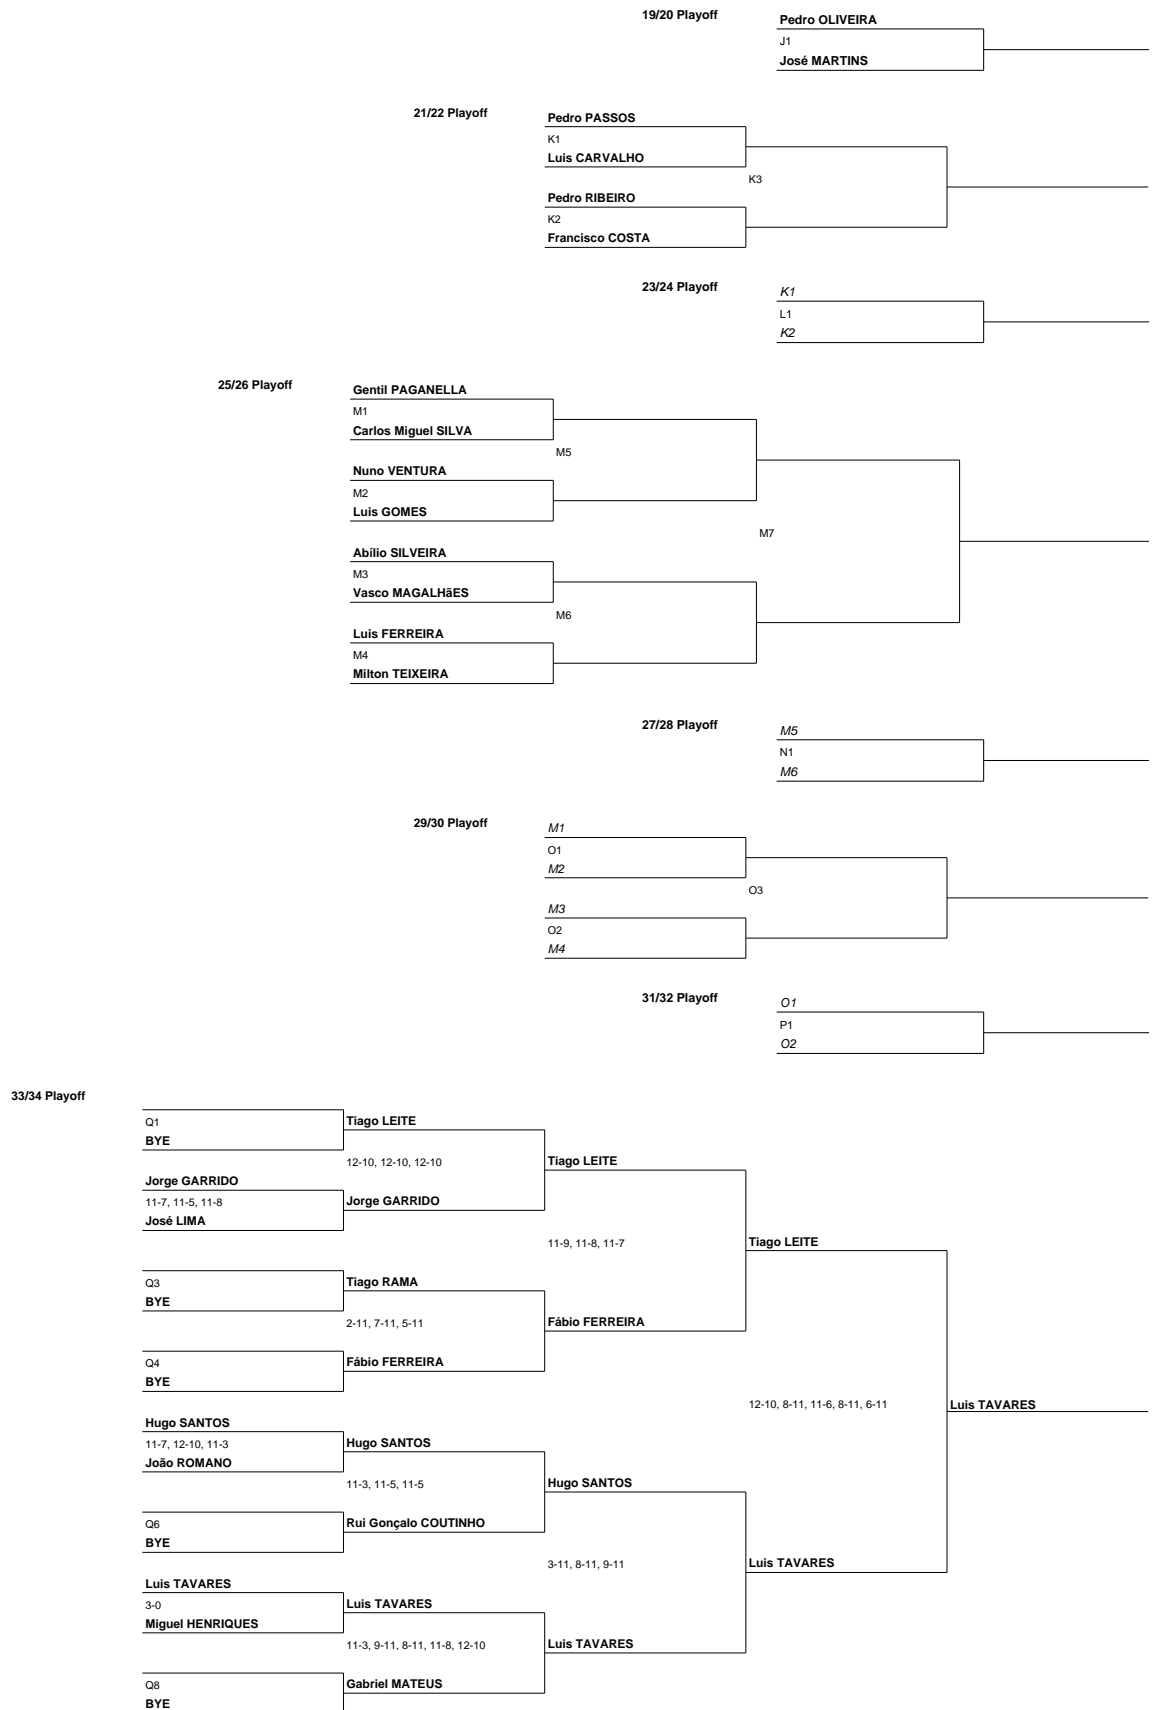 19/20 Playoff
Pedro OLIVEIRA
J1
José MARTINS
21/22 Playoff
Pedro PASSOS
K1
Luis CARVALHO
K3
Pedro RIBEIRO
K2
Francisco COSTA
23/24 Playoff
K1
L1
K2
25/26 Playoff
Gentil PAGANELLA
M1
Carlos Miguel SILVA
M5
Nuno VENTURA
M2
Luis GOMES
M7
Abílio SILVEIRA
M3
Vasco MAGALHãES
M6
Luis FERREIRA
M4
Milton TEIXEIRA
27/28 Playoff
M5
N1
M6
29/30 Playoff
M1
O1
M2
O3
M3
O2
M4
31/32 Playoff
O1
P1
O2
33/34 Playoff
Q1
Tiago LEITE
BYE
12-10, 12-10, 12-10
Tiago LEITE
Jorge GARRIDO
11-7, 11-5, 11-8
Jorge GARRIDO
José LIMA
11-9, 11-8, 11-7
Tiago LEITE
Q3
Tiago RAMA
BYE
2-11, 7-11, 5-11
Fábio FERREIRA
Q4
Fábio FERREIRA
BYE
12-10, 8-11, 11-6, 8-11, 6-11
Luis TAVARES
Hugo SANTOS
11-7, 12-10, 11-3
Hugo SANTOS
João ROMANO
11-3, 11-5, 11-5
Hugo SANTOS
Q6
Rui Gonçalo COUTINHO
BYE
3-11, 8-11, 9-11
Luis TAVARES
Luis TAVARES
3-0
Luis TAVARES
Miguel HENRIQUES
11-3, 9-11, 8-11, 11-8, 12-10
Luis TAVARES
Q8
Gabriel MATEUS
BYE